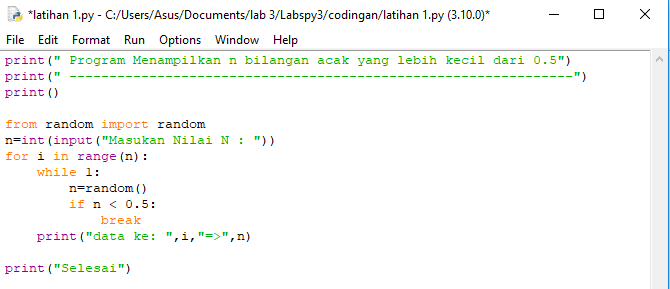 *latihan 1.py - C:/Users/Asus/Documents/lab 3/Labspy3/codingan/latihan 1.py (3.10.0)*
File Edit Format Run Options Window Help
print(" Program Menampilkan n bilangan acak yang lebih kecil dari 0.5")
print(" ---------------------------------------------------------------")
print()
from random import random
n=int(input("Masukan Nilai N : "))
for i in range(n):
    while 1:
        n=random()
        if n < 0.5:
            break
    print("data ke: ",i,"=>",n)
print("Selesai")